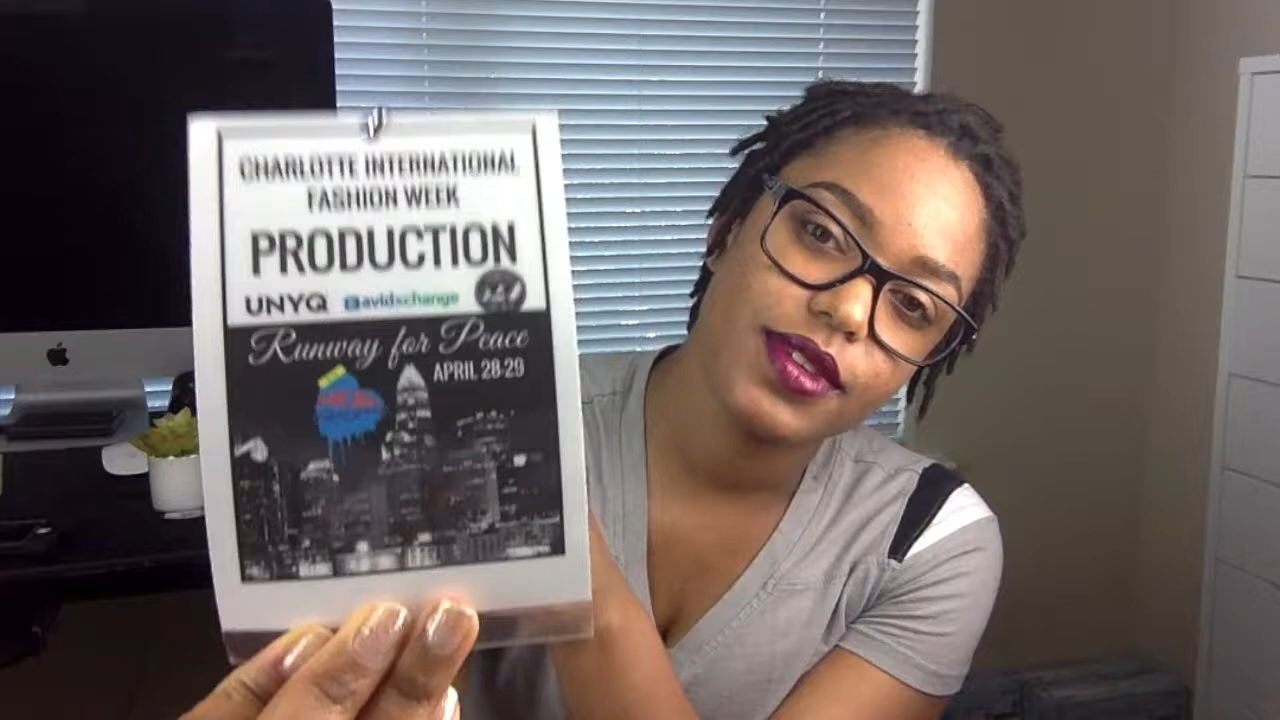 CHARLOTTE INTERNATIONAL
FASHION WEEK
PRODUCTION
UNYQ avidxchange
Runway for Peace
APRIL 28-29